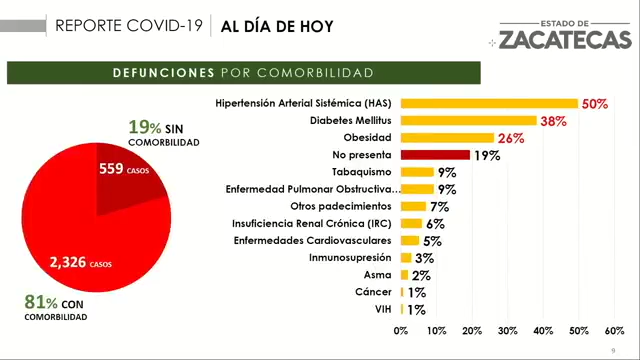 REPORTE COVID-19 AL DÍA DE HOY
ESTADO DE
ZACATECAS
DEFUNCIONES POR COMORBILIDAD
19% SIN
COMORBILIDAD
559 CASOS
2,326 CASOS
81% CON
COMORBILIDAD
Hipertensión Arterial Sistémica (HAS) 50%
Diabetes Mellitus 38%
Obesidad 26%
No presenta 19%
Tabaquismo 9%
Enfermedad Pulmonar Obstructiva... 9%
Otros padecimientos 7%
Insuficiencia Renal Crónica (IRC) 6%
Enfermedades Cardiovasculares 5%
Inmunosupresión 3%
Asma 2%
Cáncer 1%
VIH 1%
0% 10% 20% 30% 40% 50% 60%
9